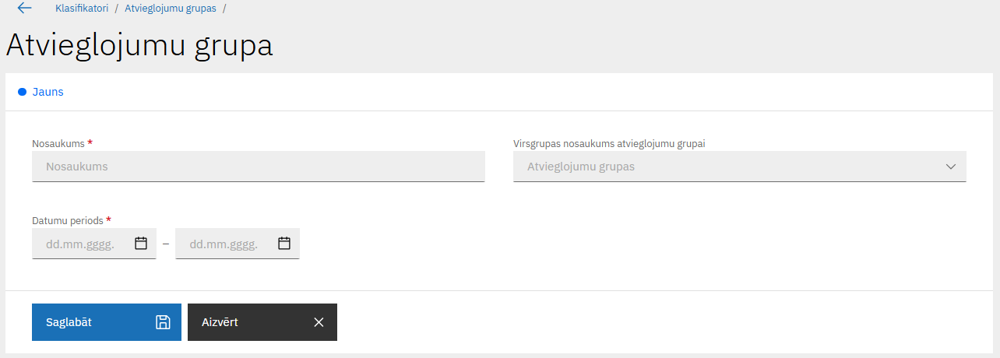 Klasifikatori / Atvieglojumu grupas /
Atvieglojumu grupa
Jauns
Nosaukums *
Nosaukums
Virsgrupas nosaukums atvieglojumu grupai
Atvieglojumu grupas
Datumu periods *
dd.mm.gggg. – dd.mm.gggg.
Saglabāt
Aizvērt